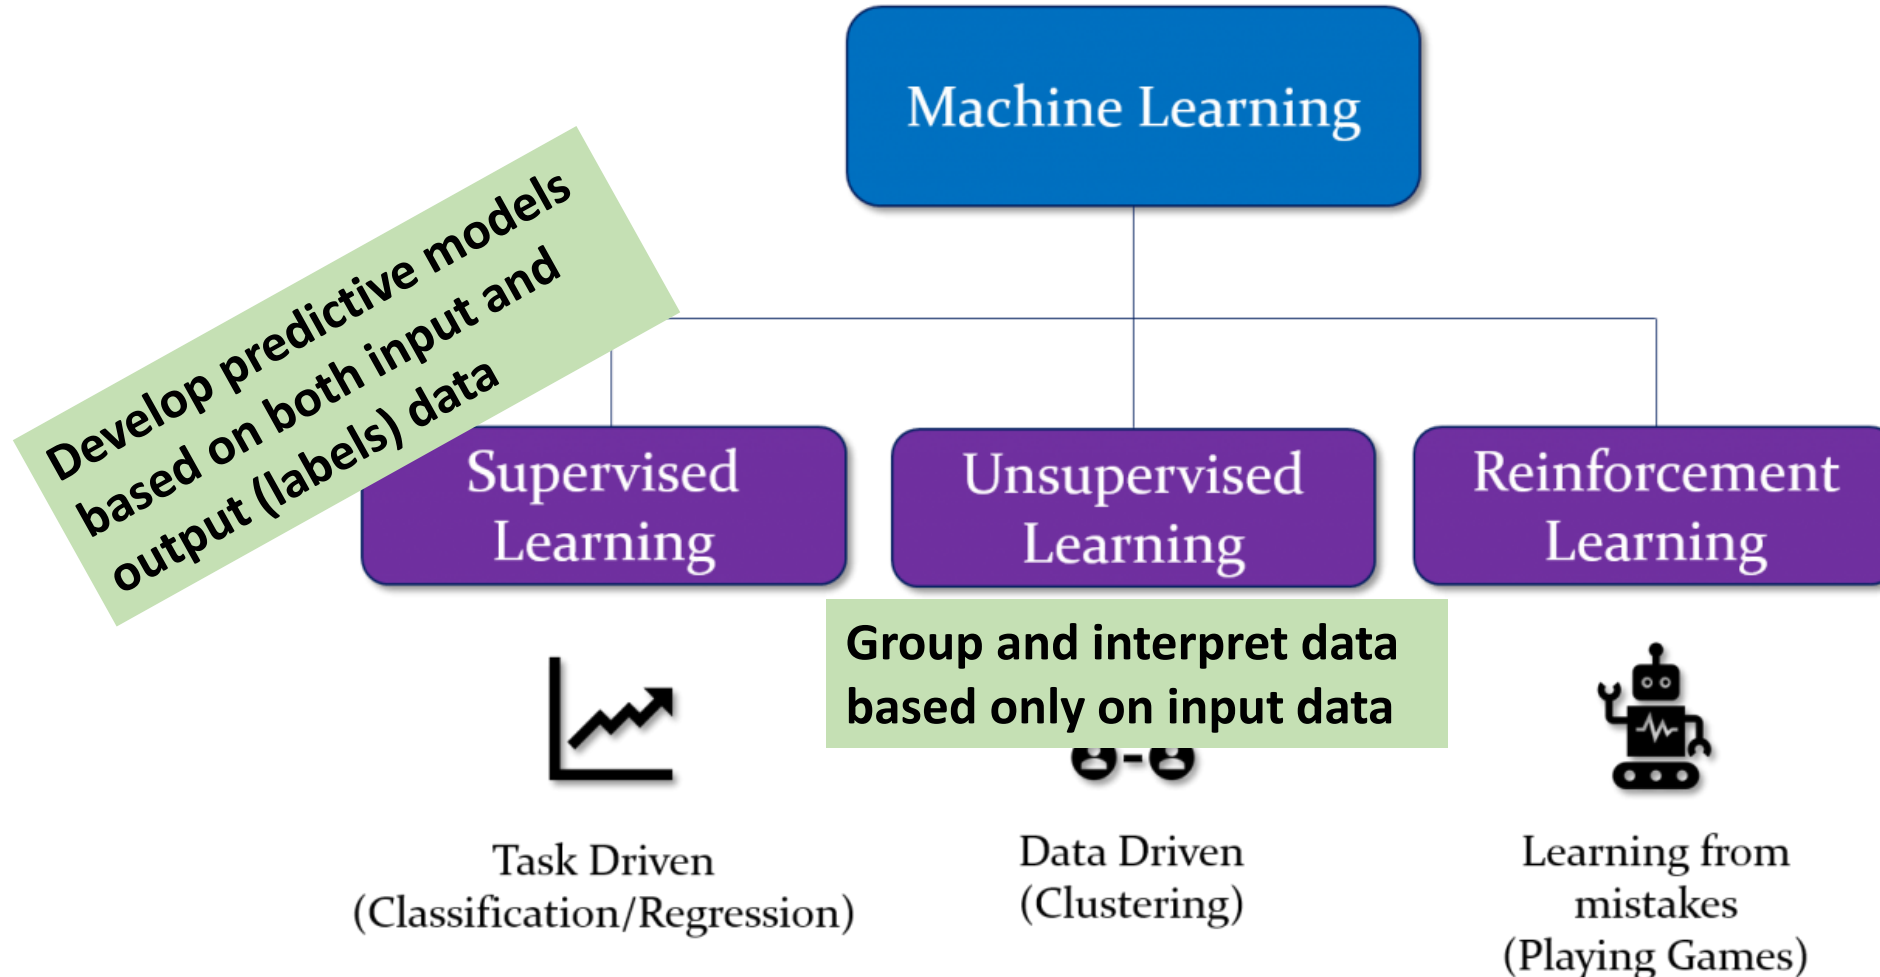 Machine Learning
Develop predictive models
based on both input and
output (labels) data
Supervised
Learning
Unsupervised
Learning
Reinforcement
Learning
Group and interpret data
based only on input data
Task Driven
(Classification/Regression)
Data Driven
(Clustering)
Learning from
mistakes
(Playing Games)